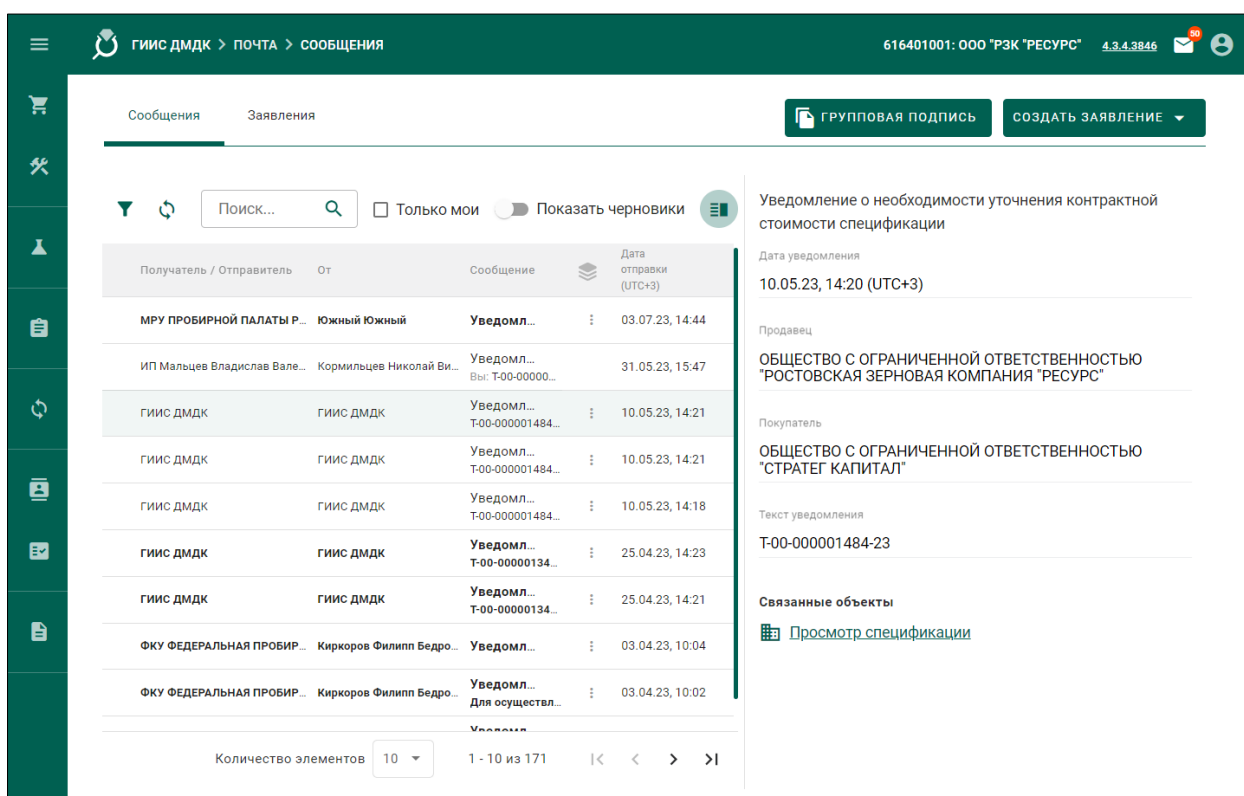 ГИИС ДМДК > ПОЧТА > СООБЩЕНИЯ
616401001: ООО "РЗК "РЕСУРС" 4.3.4.3846 50
Сообщения Заявления ГРУППОВАЯ ПОДПИСЬ СОЗДАТЬ ЗАЯВЛЕНИЕ
Поиск... Только мои Показать черновики
Получатель / Отправитель От Сообщение Дата
отправки
(UTC+3)
МРУ ПРОБИРНОЙ ПАЛАТЫ Р... Южный Южный Уведомл... 03.07.23, 14:44
ИП Мальцев Владислав Вале... Кормильцев Николай Ви... Уведомл... 31.05.23, 15:47
Вы: Т-00-00000...
ГИИС ДМДК ГИИС ДМДК Уведомл... 10.05.23, 14:21
Т-00-000001484...
ГИИС ДМДК ГИИС ДМДК Уведомл... 10.05.23, 14:21
Т-00-000001484...
ГИИС ДМДК ГИИС ДМДК Уведомл... 10.05.23, 14:18
Т-00-000001484...
ГИИС ДМДК ГИИС ДМДК Уведомл... 25.04.23, 14:23
Т-00-00000134...
ГИИС ДМДК ГИИС ДМДК Уведомл... 25.04.23, 14:21
Т-00-00000134...
ФКУ ФЕДЕРАЛЬНАЯ ПРОБИР... Киркоров Филипп Бедро... Уведомл... 03.04.23, 10:04
ФКУ ФЕДЕРАЛЬНАЯ ПРОБИР... Киркоров Филипп Бедро... Уведомл... 03.04.23, 10:02
Для осуществл...
Количество элементов 10 1 - 10 из 171
Уведомление о необходимости уточнения контрактной
стоимости спецификации
Дата уведомления
10.05.23, 14:20 (UTC+3)
Продавец
ОБЩЕСТВО С ОГРАНИЧЕННОЙ ОТВЕТСТВЕННОСТЬЮ
"РОСТОВСКАЯ ЗЕРНОВАЯ КОМПАНИЯ "РЕСУРС"
Покупатель
ОБЩЕСТВО С ОГРАНИЧЕННОЙ ОТВЕТСТВЕННОСТЬЮ
"СТРАТЕГ КАПИТАЛ"
Текст уведомления
Т-00-000001484-23
Связанные объекты
Просмотр спецификации